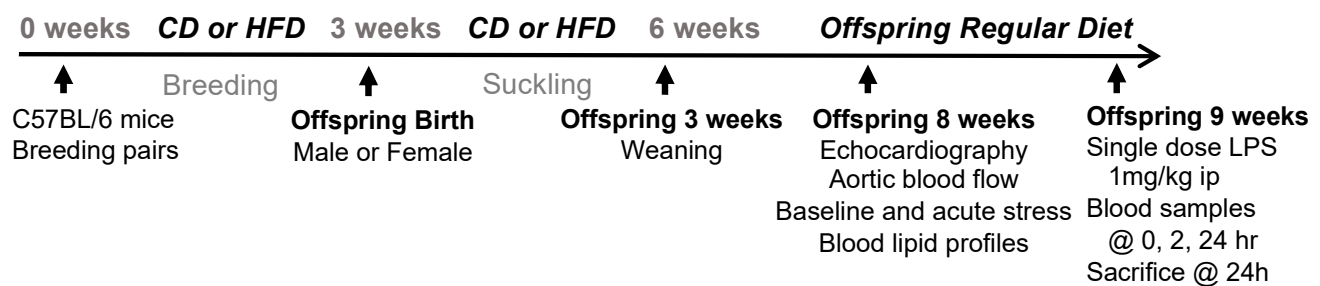 0 weeks CD or HFD 3 weeks CD or HFD 6 weeks Offspring Regular Diet
Breeding Suckling
C57BL/6 mice
Breeding pairs
Offspring Birth
Male or Female
Offspring 3 weeks
Weaning
Offspring 8 weeks
Echocardiography
Aortic blood flow
Baseline and acute stress
Blood lipid profiles
Offspring 9 weeks
Single dose LPS
1mg/kg ip
Blood samples
@ 0, 2, 24 hr
Sacrifice @ 24h